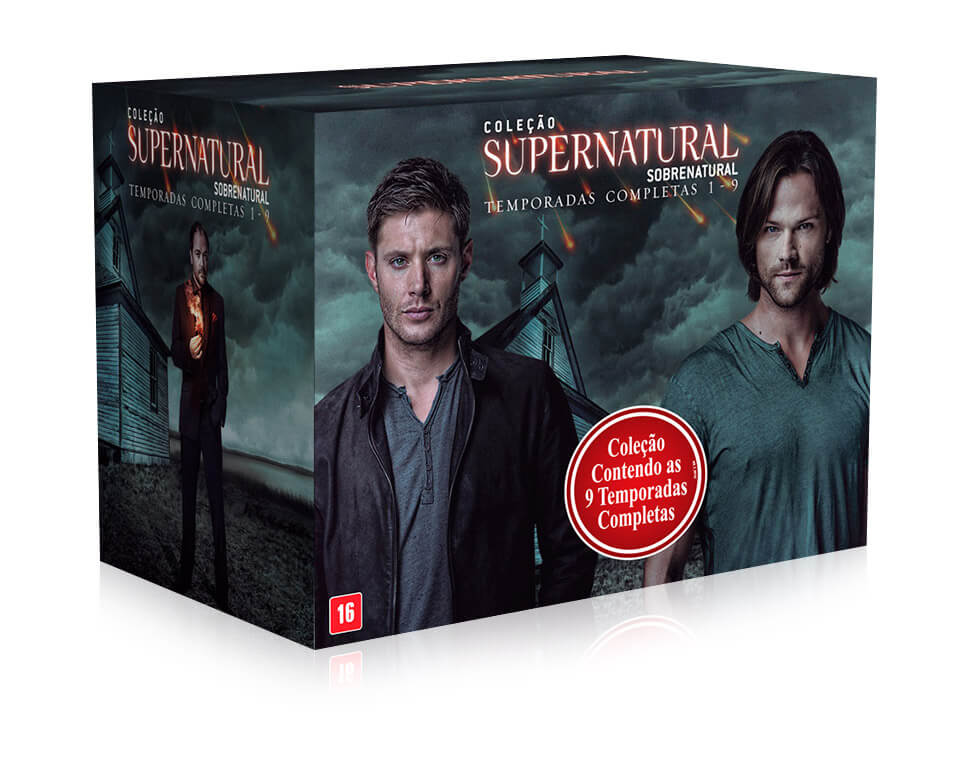 SUPERNATURAL
COLEÇÃO
SUPERNATURAL
SOBRENATURAL
TEMPORADAS COMPLETAS 1 - 9
COLEÇÃO
SUPERNATURAL
SOBRENATURAL
TEMPORADAS COMPLETAS 1 - 9
Coleção
Contendo as
9 Temporadas
Completas
16